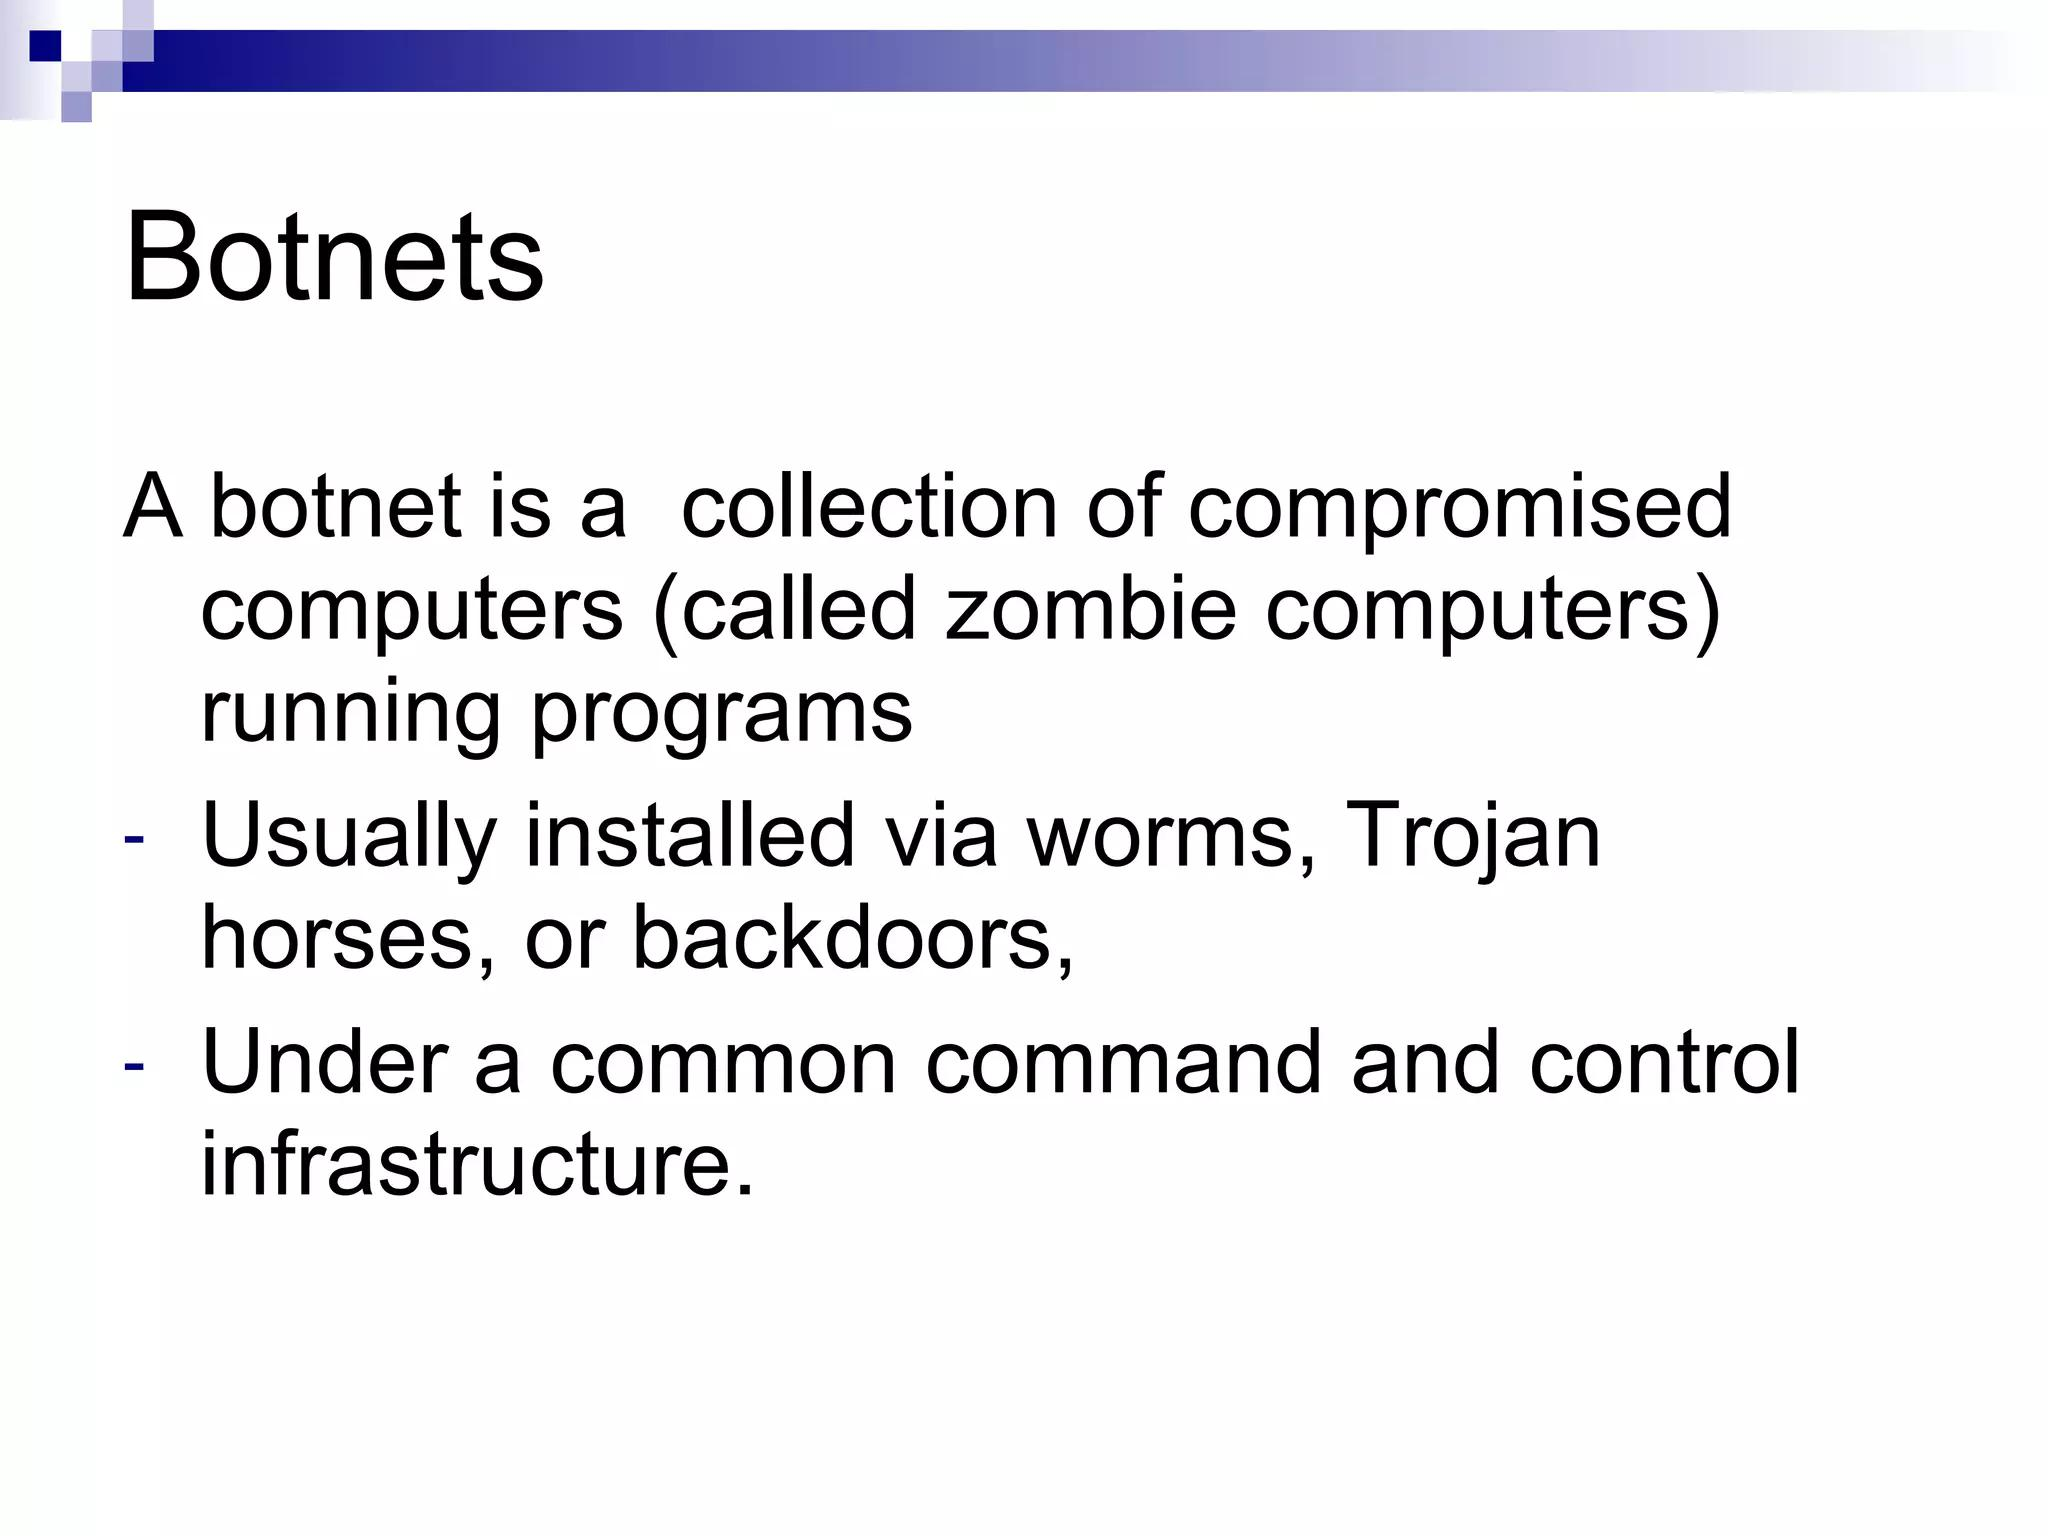 Botnets
A botnet is a  collection of compromised
computers (called zombie computers)
running programs
- Usually installed via worms, Trojan
horses, or backdoors,
- Under a common command and control
infrastructure.